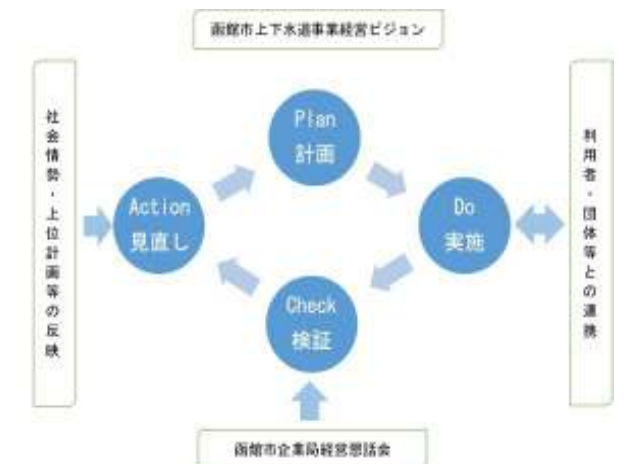 函館市上下水道事業経営ビジョン
社会情勢・上位計画等の反映
Plan
計画
利用者・団体等との連携
Action
見直し
Do
実施
Check
検証
函館市企業局経営懇話会